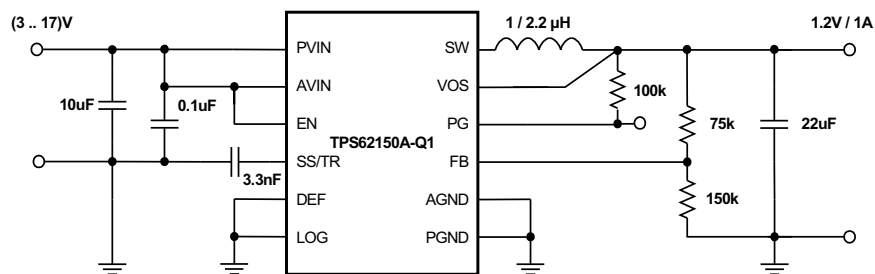 (3 .. 17)V
1 / 2.2 µH
1.2V / 1A
PVIN
SW
AVIN
VOS
10uF
0.1uF
100k
EN
PG
75k
22uF
TPS62150A-Q1
SS/TR
FB
3.3nF
150k
DEF
AGND
LOG
PGND